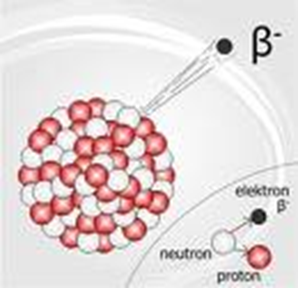 β-
elektron
β-
neutron
proton